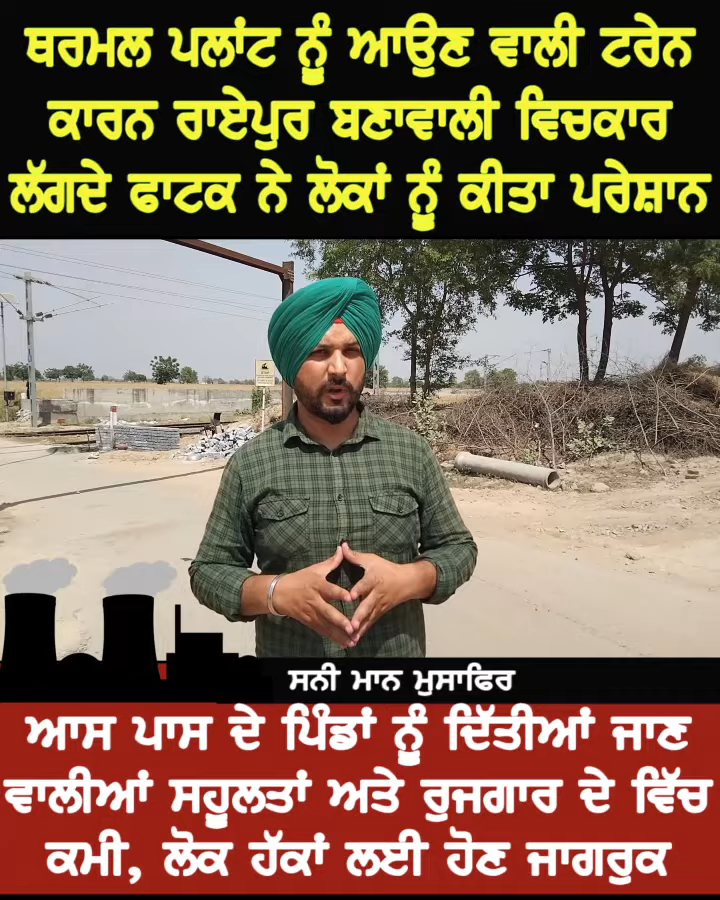 ਥਰਮਲ ਪਲਾਂਟ ਨੂੰ ਆਉਣ ਵਾਲੀ ਟਰੇਨ
ਕਾਰਨ ਰਾਏਪੁਰ ਬਣਾਵਾਲੀ ਵਿਚਕਾਰ
ਲੱਗਦੇ ਫਾਟਕ ਨੇ ਲੋਕਾਂ ਨੂੰ ਕੀਤਾ ਪਰੇਸ਼ਾਨ
ਸਨੀ ਮਾਨ ਮੁਸਾਫਿਰ
ਆਸ ਪਾਸ ਦੇ ਪਿੰਡਾਂ ਨੂੰ ਦਿੱਤੀਆਂ ਜਾਣ
ਵਾਲੀਆਂ ਸਹੂਲਤਾਂ ਅਤੇ ਰੁਜਗਾਰ ਦੇ ਵਿੱਚ
ਕਮੀ, ਲੋਕ ਹੱਕਾਂ ਲਈ ਹੋਣ ਜਾਗਰੁਕ